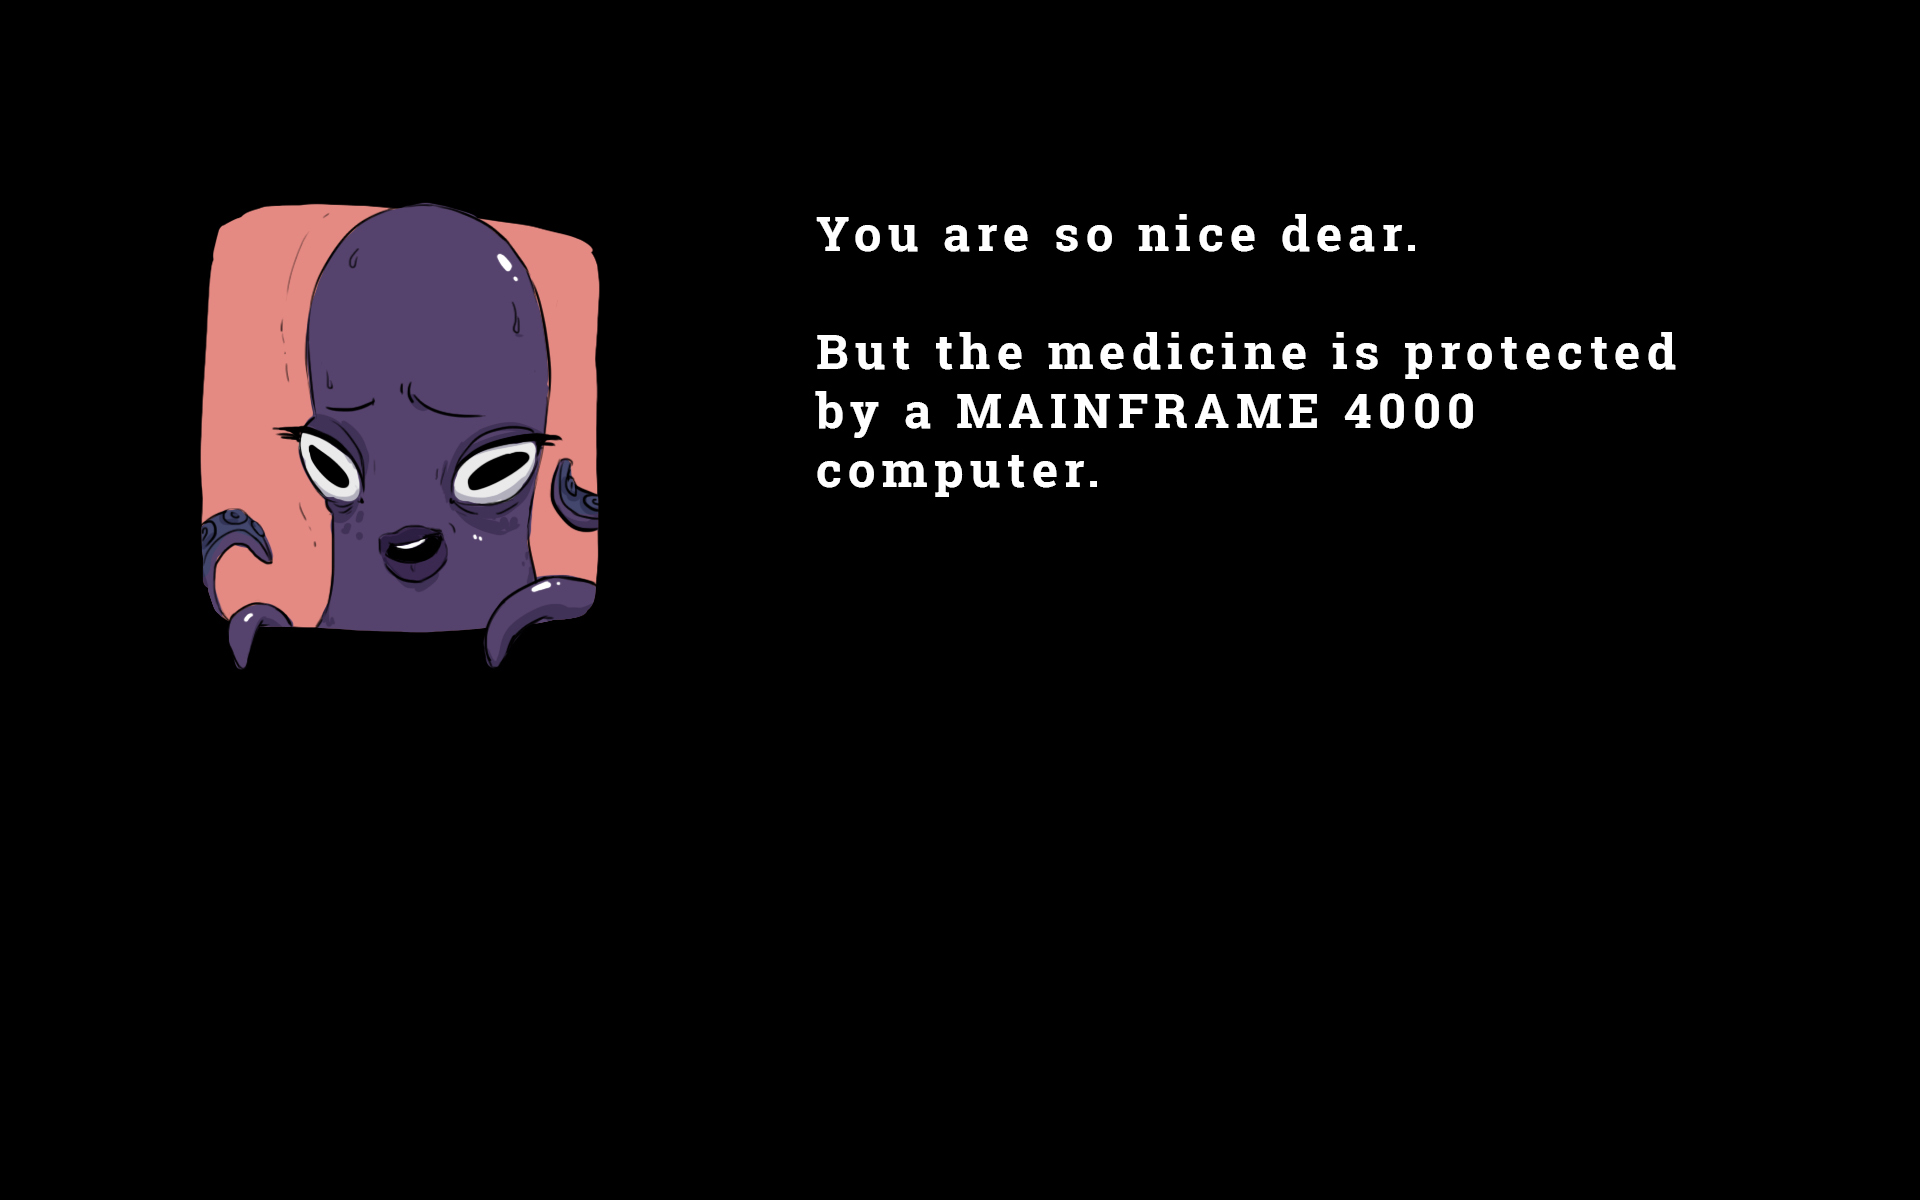 You are so nice dear.
But the medicine is protected
by a MAINFRAME 4000
computer.